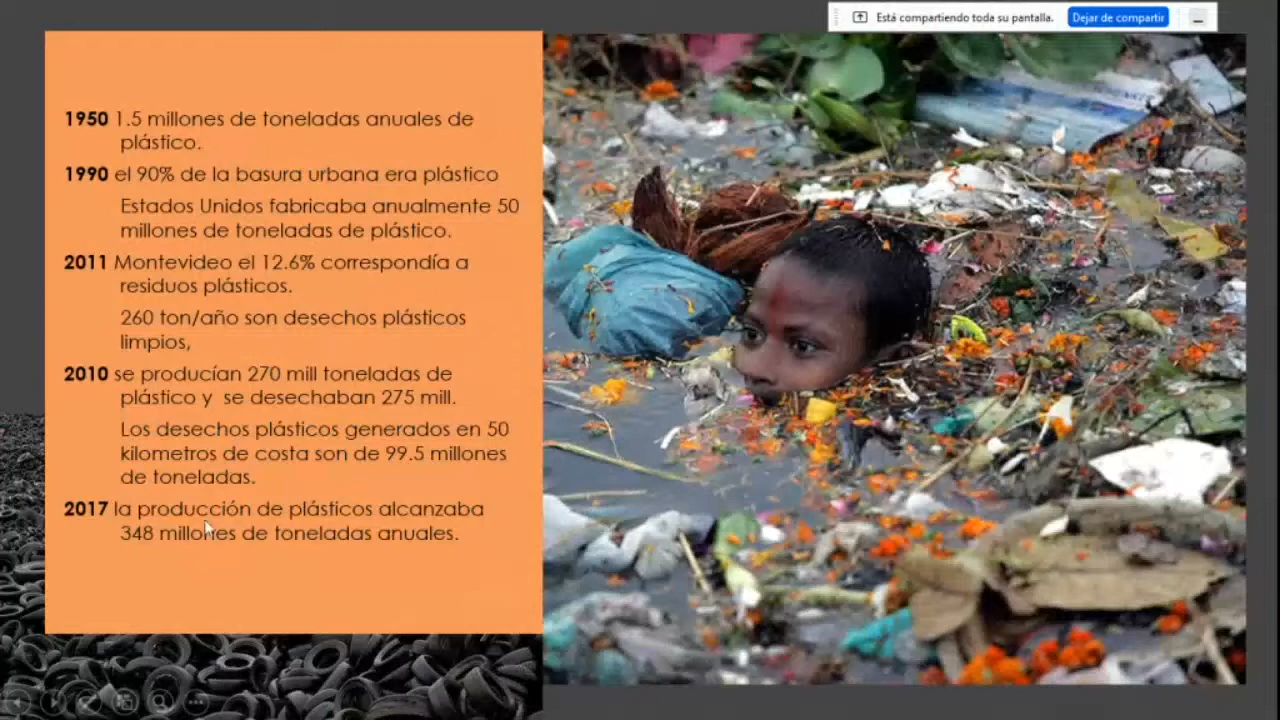 Está compartiendo toda su pantalla.
Dejar de compartir
1950 1.5 millones de toneladas anuales de
plástico.
1990 el 90% de la basura urbana era plástico
Estados Unidos fabricaba anualmente 50
millones de toneladas de plástico.
2011 Montevideo el 12.6% correspondía a
residuos plásticos.
260 ton/año son desechos plásticos
limpios,
2010 se producían 270 mill toneladas de
plástico y se desechaban 275 mill.
Los desechos plásticos generados en 50
kilometros de costa son de 99.5 millones
de toneladas.
2017 la producción de plásticos alcanzaba
348 millones de toneladas anuales.